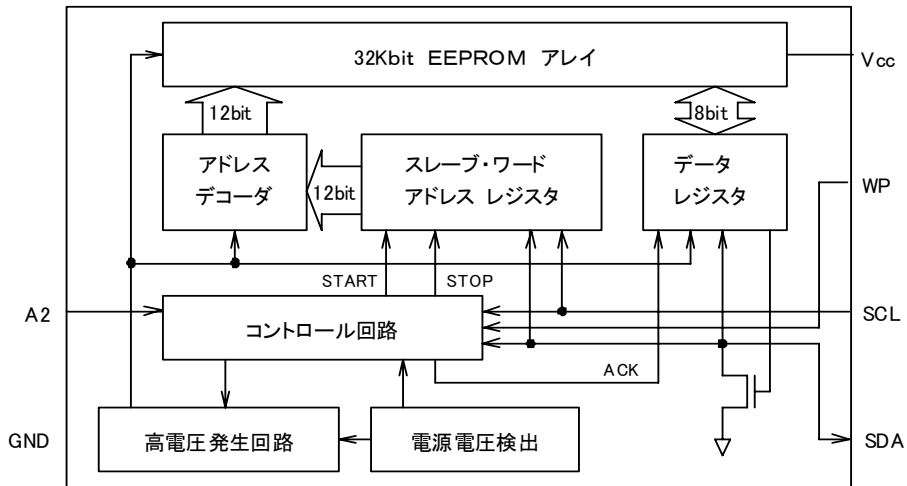 32Kbit EEPROM アレイ
Vcc
12bit
8bit
アドレス
デコーダ
12bit
スレーブ・ワード
アドレス レジスタ
データ
レジスタ
WP
START
STOP
A2
コントロール回路
SCL
ACK
GND
高電圧発生回路
電源電圧検出
SDA